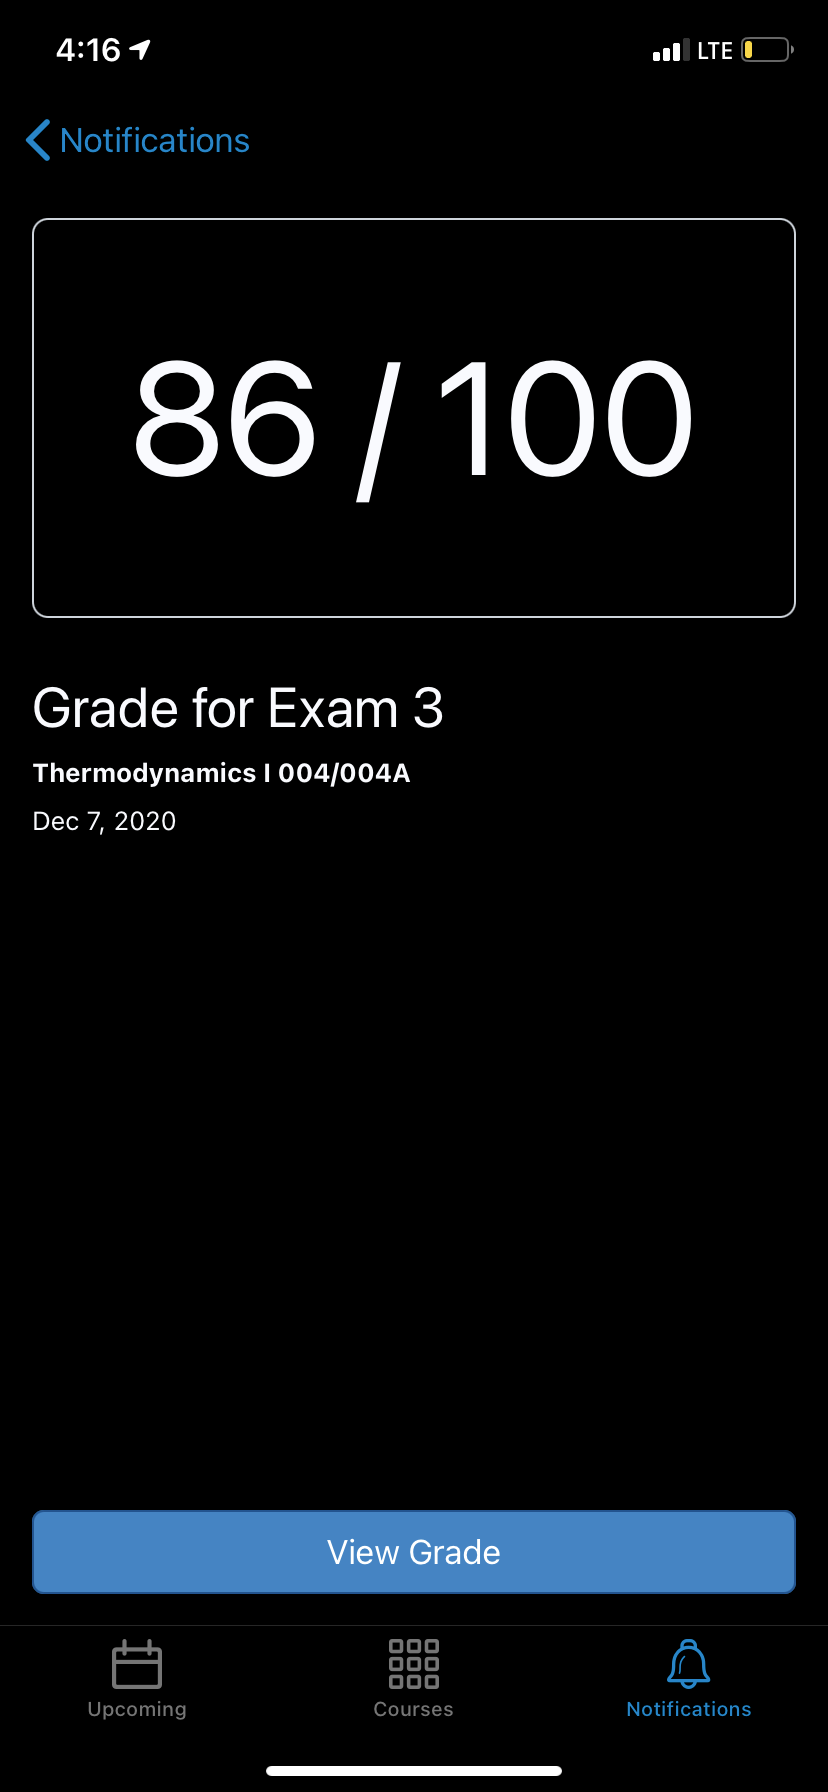 4:16 LTE
Notifications
86 / 100
Grade for Exam 3
Thermodynamics I 004/004A
Dec 7, 2020
View Grade
Upcoming Courses Notifications